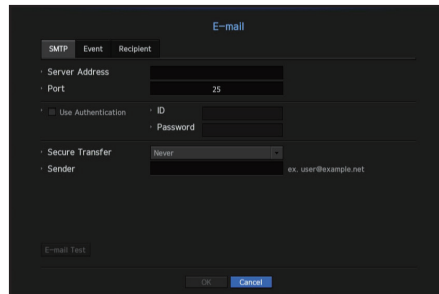 E-mail
SMTP Event Recipient
Server Address
Port 25
Use Authentication ID
Password
Secure Transfer Never
Sender ex. user@example.net
E-mail Test
OK Cancel